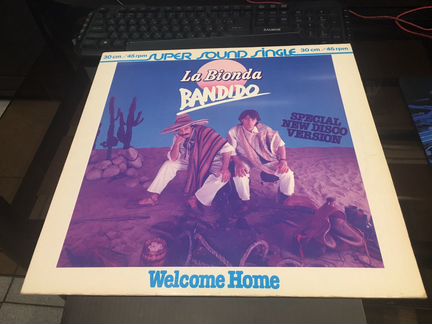 30 cm./45 rpm SUPER SOUND SINGLE 30 cm./45 rpm
La Bionda
BANDIDO
SPECIAL
NEW DISCO
VERSION
Welcome Home